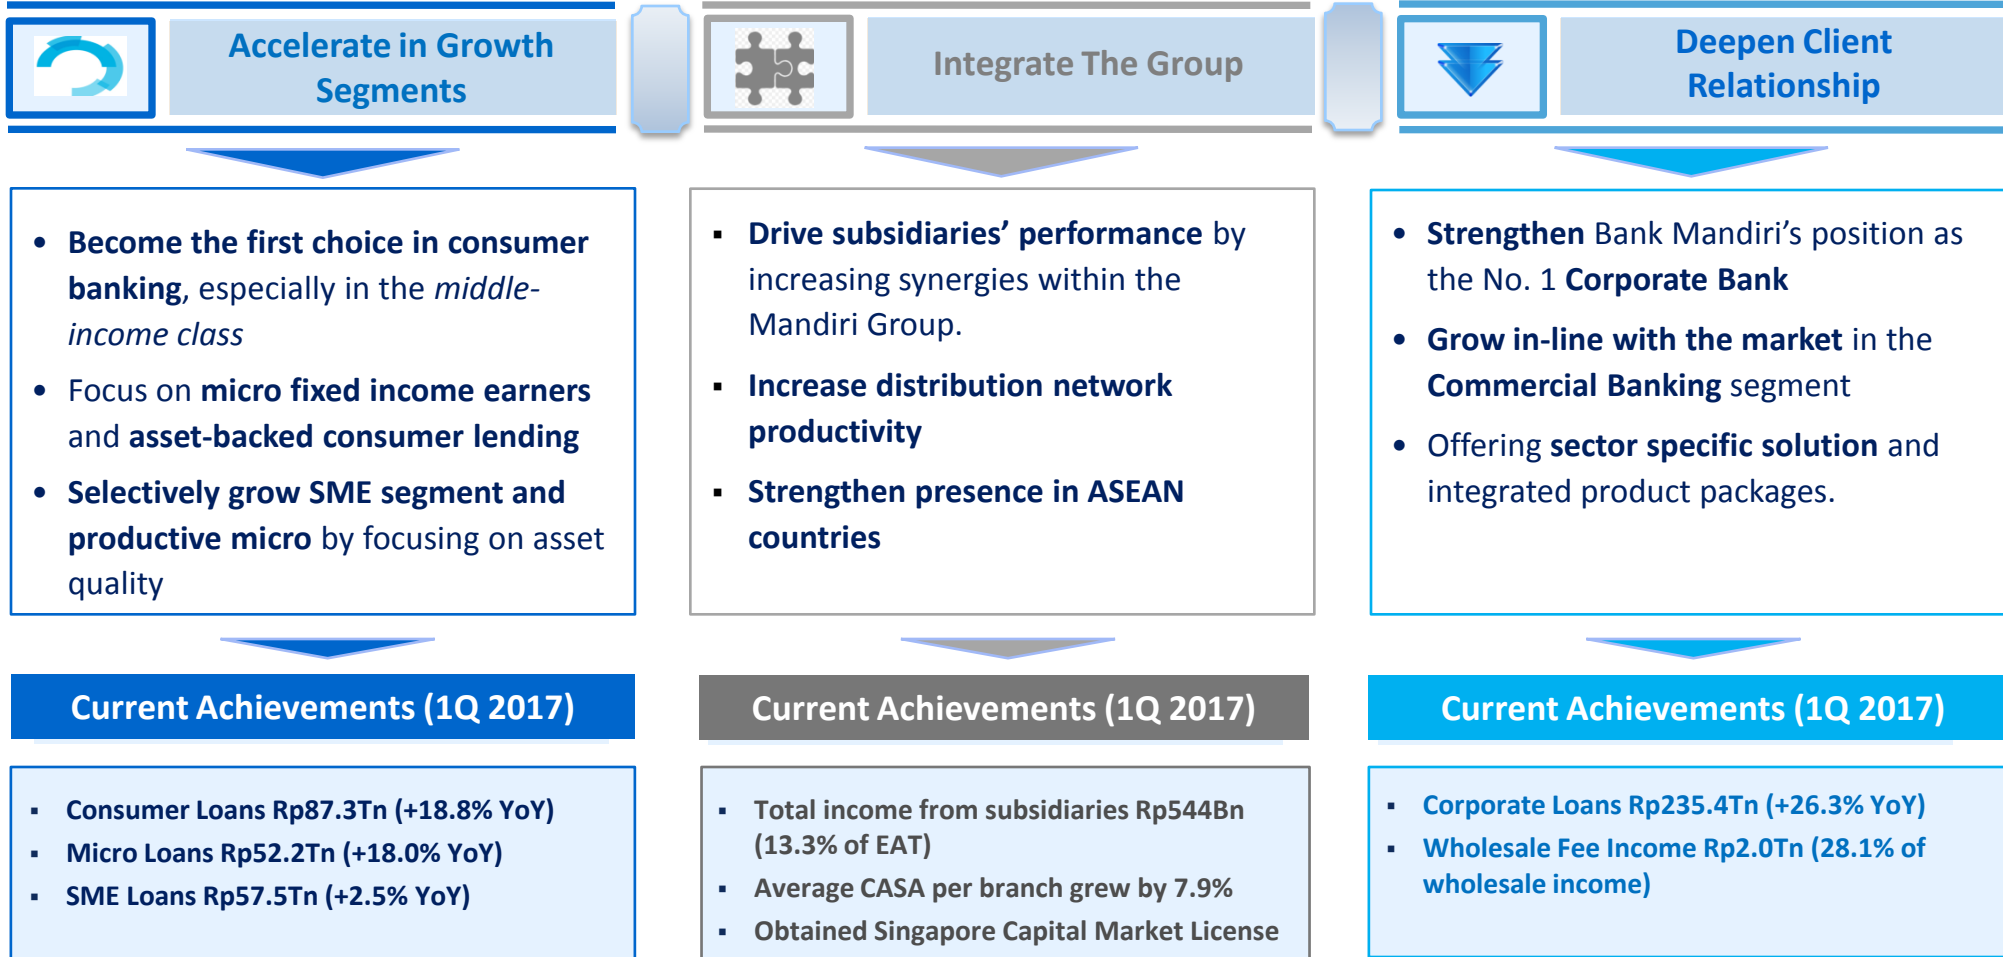 Accelerate in Growth
Segments
Integrate The Group
Deepen Client
Relationship
• Become the first choice in consumer
banking, especially in the middle-
income class
• Focus on micro fixed income earners
and asset-backed consumer lending
• Selectively grow SME segment and
productive micro by focusing on asset
quality
▪ Drive subsidiaries’ performance by
increasing synergies within the
Mandiri Group.
▪ Increase distribution network
productivity
▪ Strengthen presence in ASEAN
countries
• Strengthen Bank Mandiri’s position as
the No. 1 Corporate Bank
• Grow in-line with the market in the
Commercial Banking segment
• Offering sector specific solution and
integrated product packages.
Current Achievements (1Q 2017)
Current Achievements (1Q 2017)
Current Achievements (1Q 2017)
▪ Consumer Loans Rp87.3Tn (+18.8% YoY)
▪ Micro Loans Rp52.2Tn (+18.0% YoY)
▪ SME Loans Rp57.5Tn (+2.5% YoY)
▪ Total income from subsidiaries Rp544Bn
(13.3% of EAT)
▪ Average CASA per branch grew by 7.9%
▪ Obtained Singapore Capital Market License
▪ Corporate Loans Rp235.4Tn (+26.3% YoY)
▪ Wholesale Fee Income Rp2.0Tn (28.1% of
wholesale income)